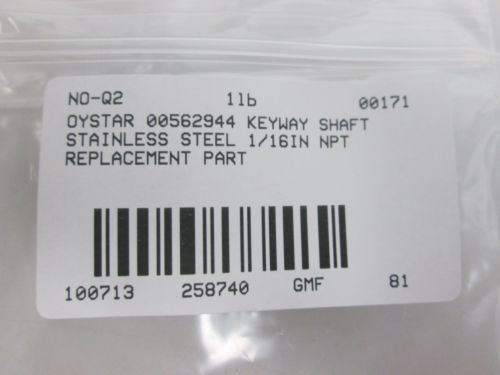 NO-Q2 1lb 00171
OYSTAR 00562944 KEYWAY SHAFT
STAINLESS STEEL 1/16IN NPT
REPLACEMENT PART
100713 258740 GMF 81